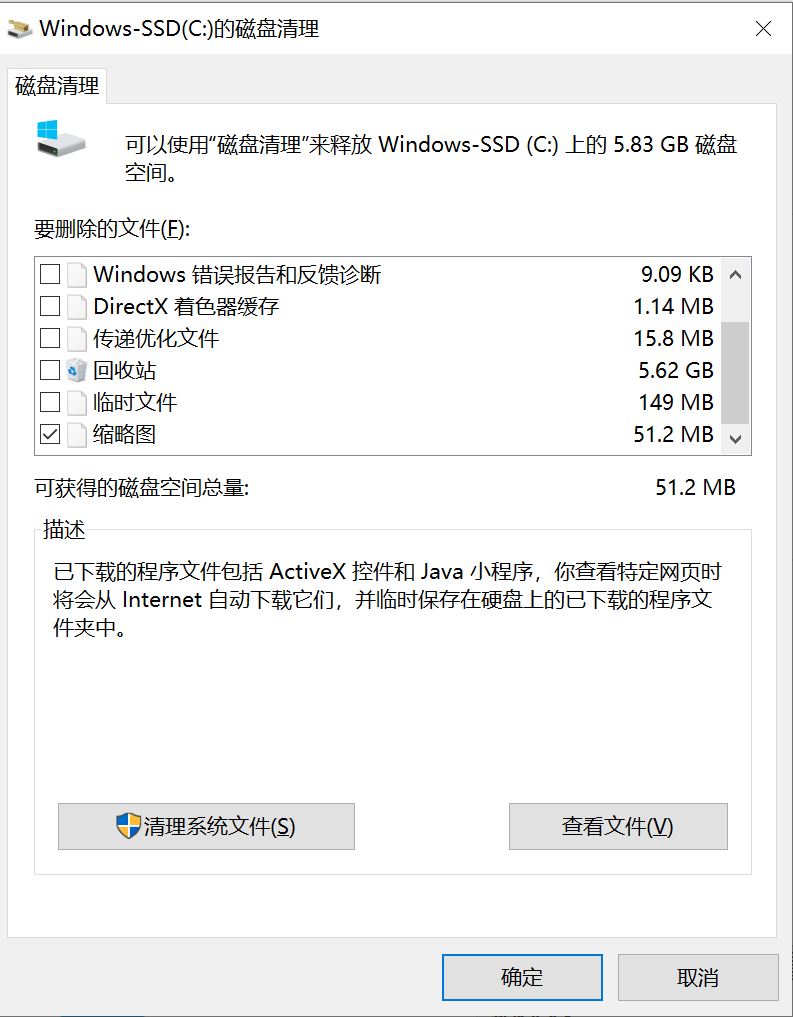 Windows-SSD(C:)的磁盘清理
磁盘清理
可以使用“磁盘清理”来释放 Windows-SSD (C:) 上的 5.83 GB 磁盘
空间。
要删除的文件(F):
Windows 错误报告和反馈诊断 9.09 KB
DirectX 着色器缓存 1.14 MB
传递优化文件 15.8 MB
回收站 5.62 GB
临时文件 149 MB
缩略图 51.2 MB
可获得的磁盘空间总量: 51.2 MB
描述
已下载的程序文件包括 ActiveX 控件和 Java 小程序，你查看特定网页时
将会从 Internet 自动下载它们，并临时保存在硬盘上的已下载的程序文
件夹中。
清理系统文件(S) 查看文件(V)
确定 取消